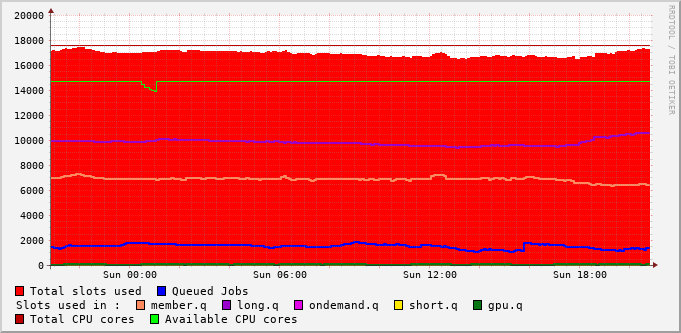 20000
18000
16000
14000
12000
10000
8000
6000
4000
2000
0
Sun 00:00 Sun 06:00 Sun 12:00 Sun 18:00
RRDTOOL / TOBI OETIKER
Total slots used Queued Jobs
Slots used in : member.q long.q ondemand.q short.q gpu.q
Total CPU cores Available CPU cores